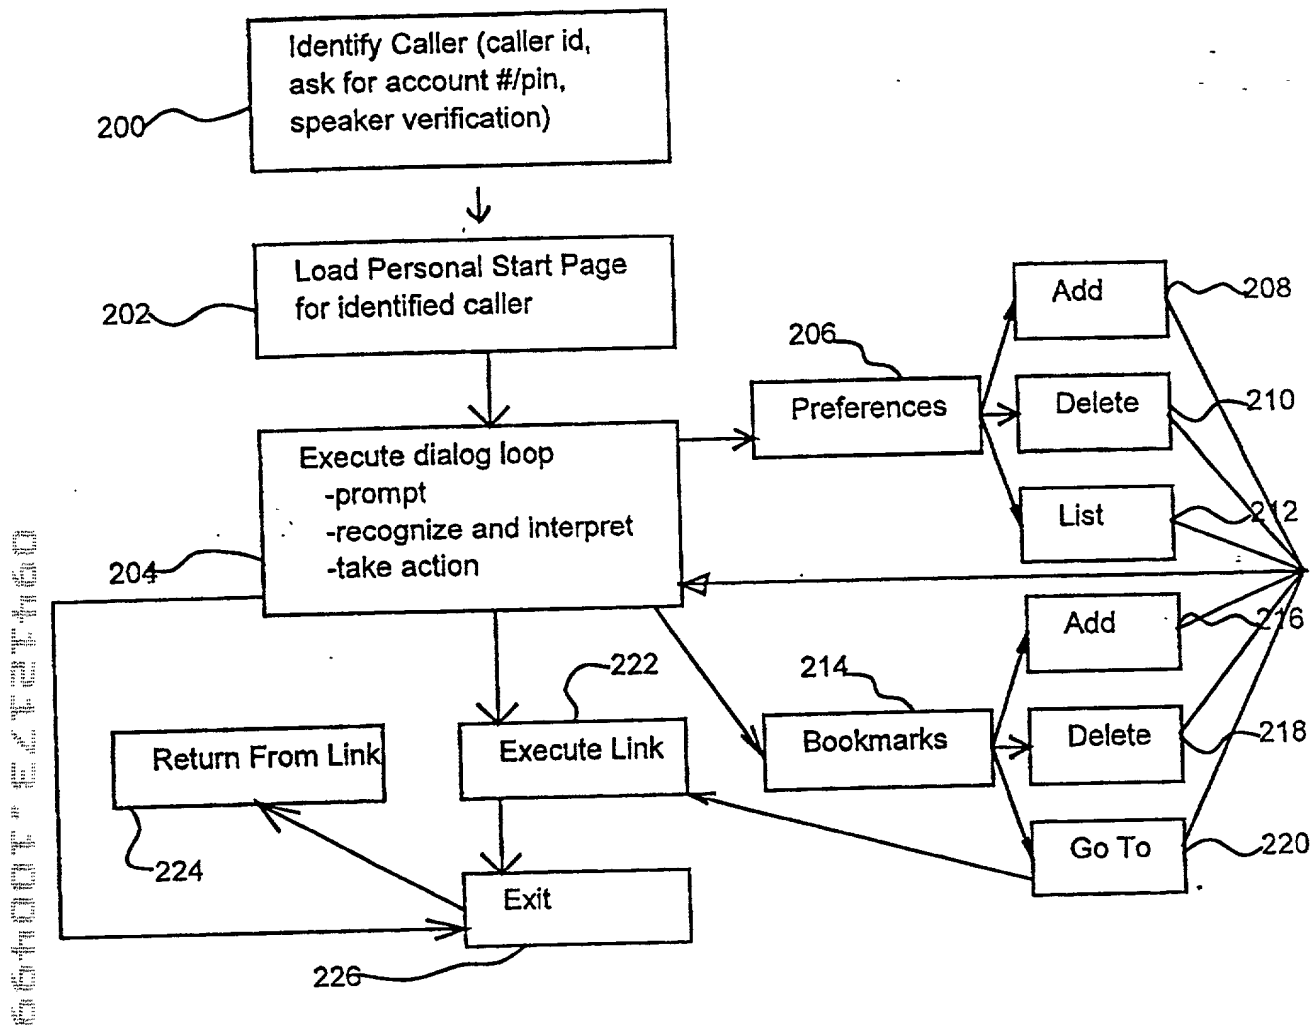 Identify Caller (caller id,
ask for account #/pin,
speaker verification)
200
Load Personal Start Page
for identified caller
202
Execute dialog loop
-prompt
-recognize and interpret
-take action
204
206
Preferences
Add
208
Delete
210
List
212
214
Bookmarks
Add
216
Delete
218
Go To
220
222
Execute Link
Return From Link
224
Exit
226